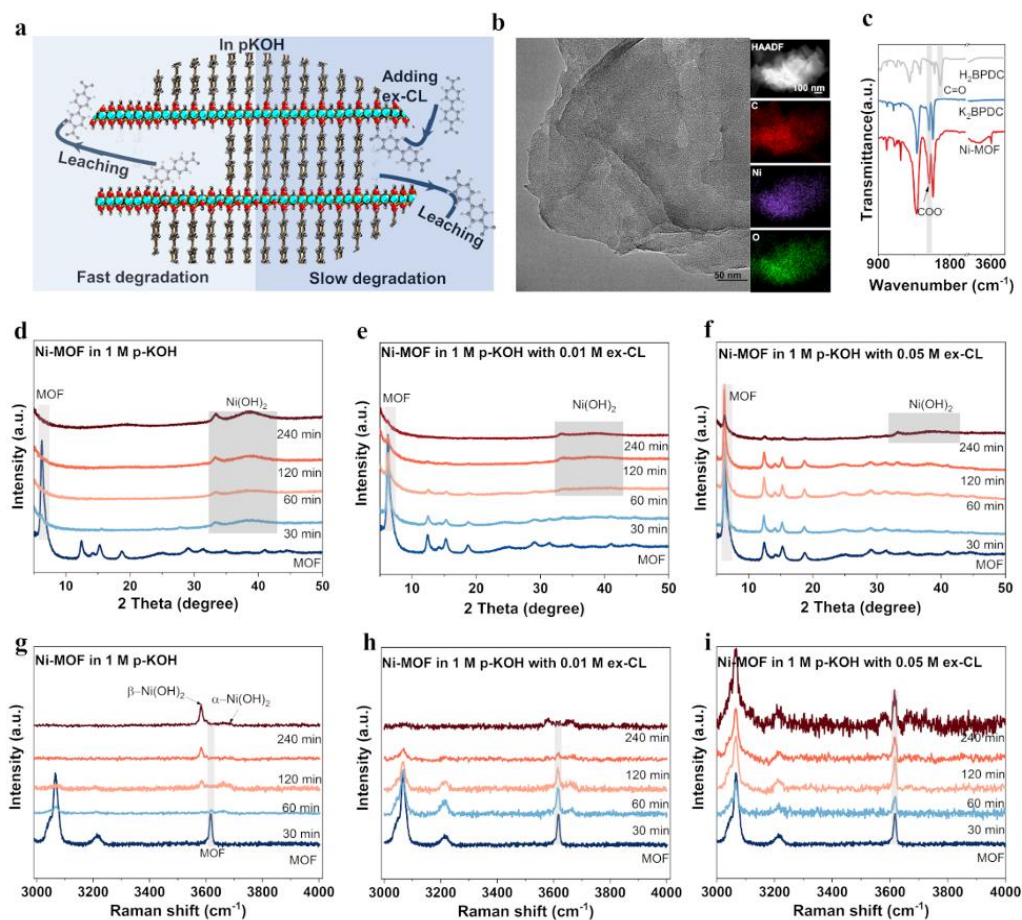 a
In pKOH
Adding
ex-CL
Leaching
Leaching
Fast degradation
Slow degradation
b
50 nm
HAADF
100 nm
C
Ni
O
c
Transmittance(a.u.)
H₂BPDC
C=O
K₂BPDC
Ni-MOF
COO⁻
900
1800
3600
Wavenumber (cm⁻¹)
d
Ni-MOF in 1 M p-KOH
MOF
Ni(OH)₂
240 min
120 min
60 min
30 min
MOF
Intensity (a.u.)
10 20 30 40 50
2 Theta (degree)
e
Ni-MOF in 1 M p-KOH with 0.01 M ex-CL
MOF
Ni(OH)₂
240 min
120 min
60 min
30 min
MOF
Intensity (a.u.)
10 20 30 40 50
2 Theta (degree)
f
Ni-MOF in 1 M p-KOH with 0.05 M ex-CL
MOF
Ni(OH)₂
240 min
120 min
60 min
30 min
MOF
Intensity (a.u.)
10 20 30 40 50
2 Theta (degree)
g
Ni-MOF in 1 M p-KOH
β-Ni(OH)₂
α-Ni(OH)₂
240 min
120 min
60 min
30 min
MOF
MOF
Intensity (a.u.)
3000 3200 3400 3600 3800 4000
Raman shift (cm⁻¹)
h
Ni-MOF in 1 M p-KOH with 0.01 M ex-CL
240 min
120 min
60 min
30 min
MOF
Intensity (a.u.)
3000 3200 3400 3600 3800 4000
Raman shift (cm⁻¹)
i
Ni-MOF in 1 M p-KOH with 0.05 M ex-CL
240 min
120 min
60 min
30 min
MOF
Intensity (a.u.)
3000 3200 3400 3600 3800 4000
Raman shift (cm⁻¹)